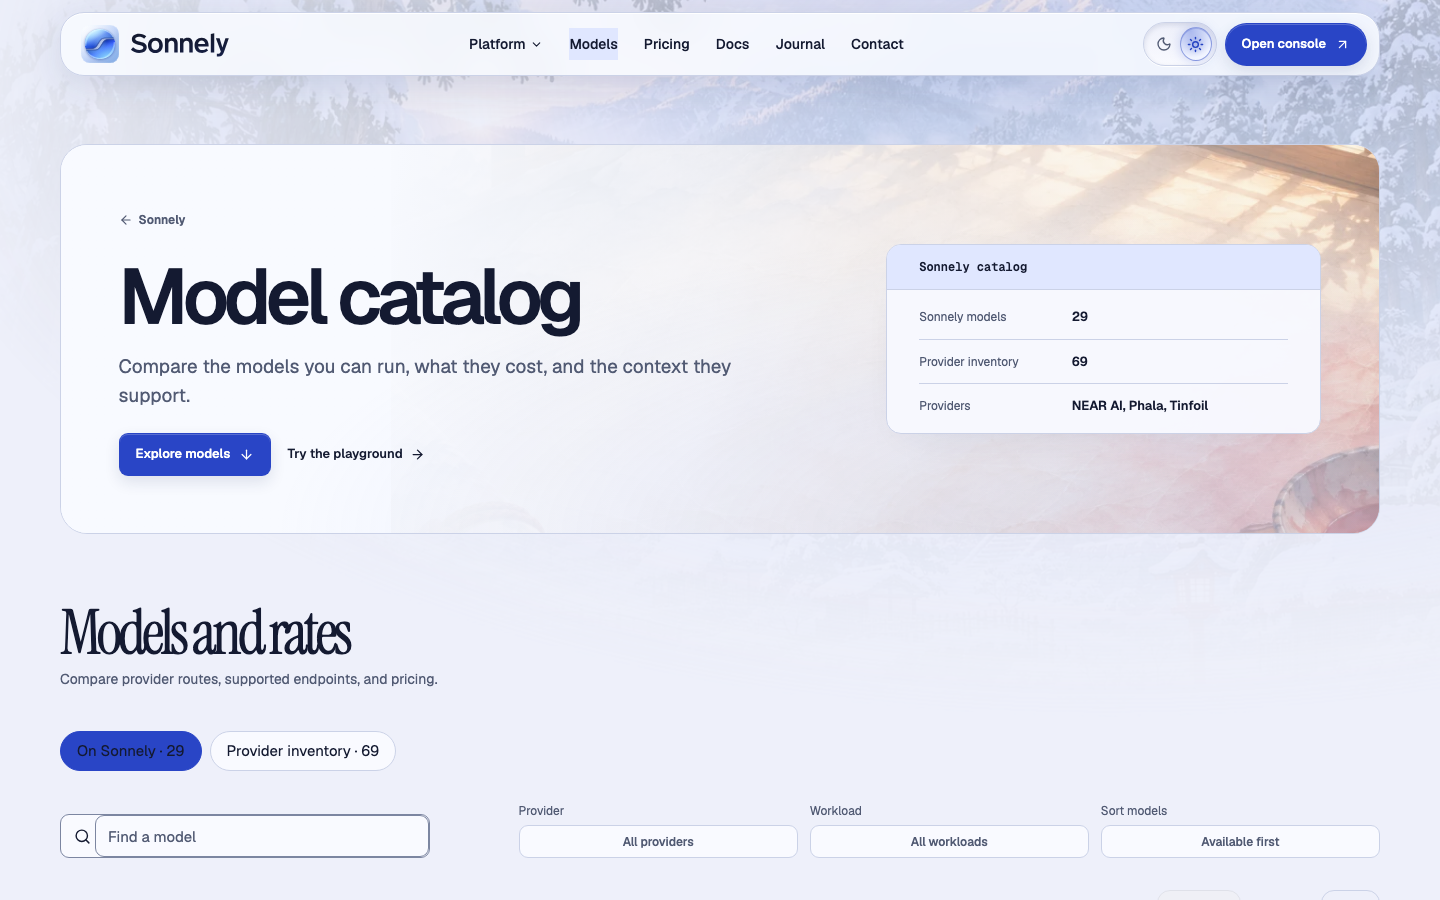 Sonnely
Platform
Models
Pricing
Docs
Journal
Contact
Open console
Sonnely
Model catalog
Compare the models you can run, what they cost, and the context they
support.
Explore models
Try the playground
Sonnely catalog
Sonnely models 29
Provider inventory 69
Providers NEAR AI, Phala, Tinfoil
Models and rates
Compare provider routes, supported endpoints, and pricing.
On Sonnely · 29
Provider inventory · 69
Find a model
Provider
All providers
Workload
All workloads
Sort models
Available first